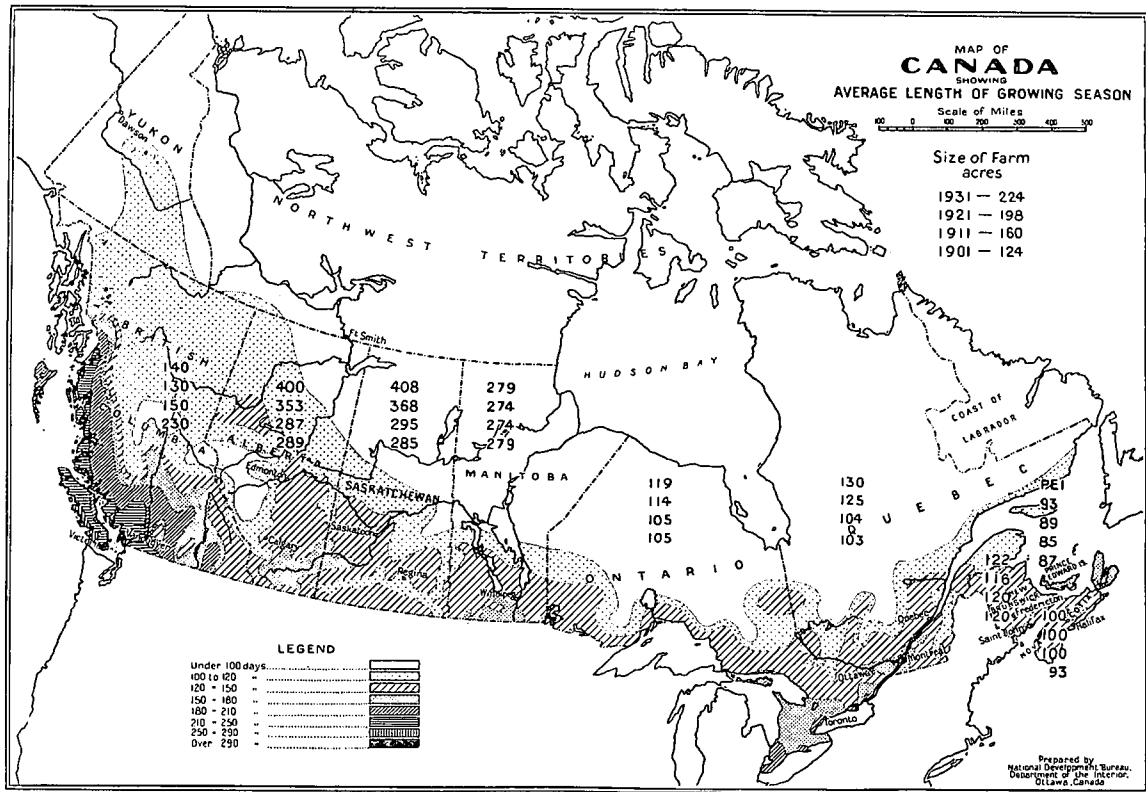 MAP OF
CANADA
SHOWING
AVERAGE LENGTH OF GROWING SEASON
Scale of Miles
100 0 100 200 300 400 500
Size of Farm
acres
1931 — 224
1921 — 198
1911 — 160
1901 — 124
YUKON
Dawson
NORTHWEST TERRITORIES
Ft Smith
HUDSON BAY
COAST OF
LABRADOR
BRITISH
COLUMBIA
140
130
150
230
400
353
287
289
ALBERTA
Edmonton
Calgary
408
368
295
285
SASKATCHEWAN
Saskatoon
Regina
279
274
274
279
MANITOBA
Winnipeg
119
114
105
105
ONTARIO
130
125
104
103
QUEBEC
PEI
93
89
85
87
122
116
120
120
PRINCE
EDWARD IS.
BRUNSWICK
Fredericton
Saint John
Halifax
100
100
100
93
Quebec
Montreal
Ottawa
Toronto
LEGEND
Under 100 days
100 to 120 "
120 - 150 "
150 - 180 "
180 - 210 "
210 - 250 "
250 - 290 "
Over 290 "
Prepared by
National Development Bureau,
Department of the Interior,
Ottawa, Canada